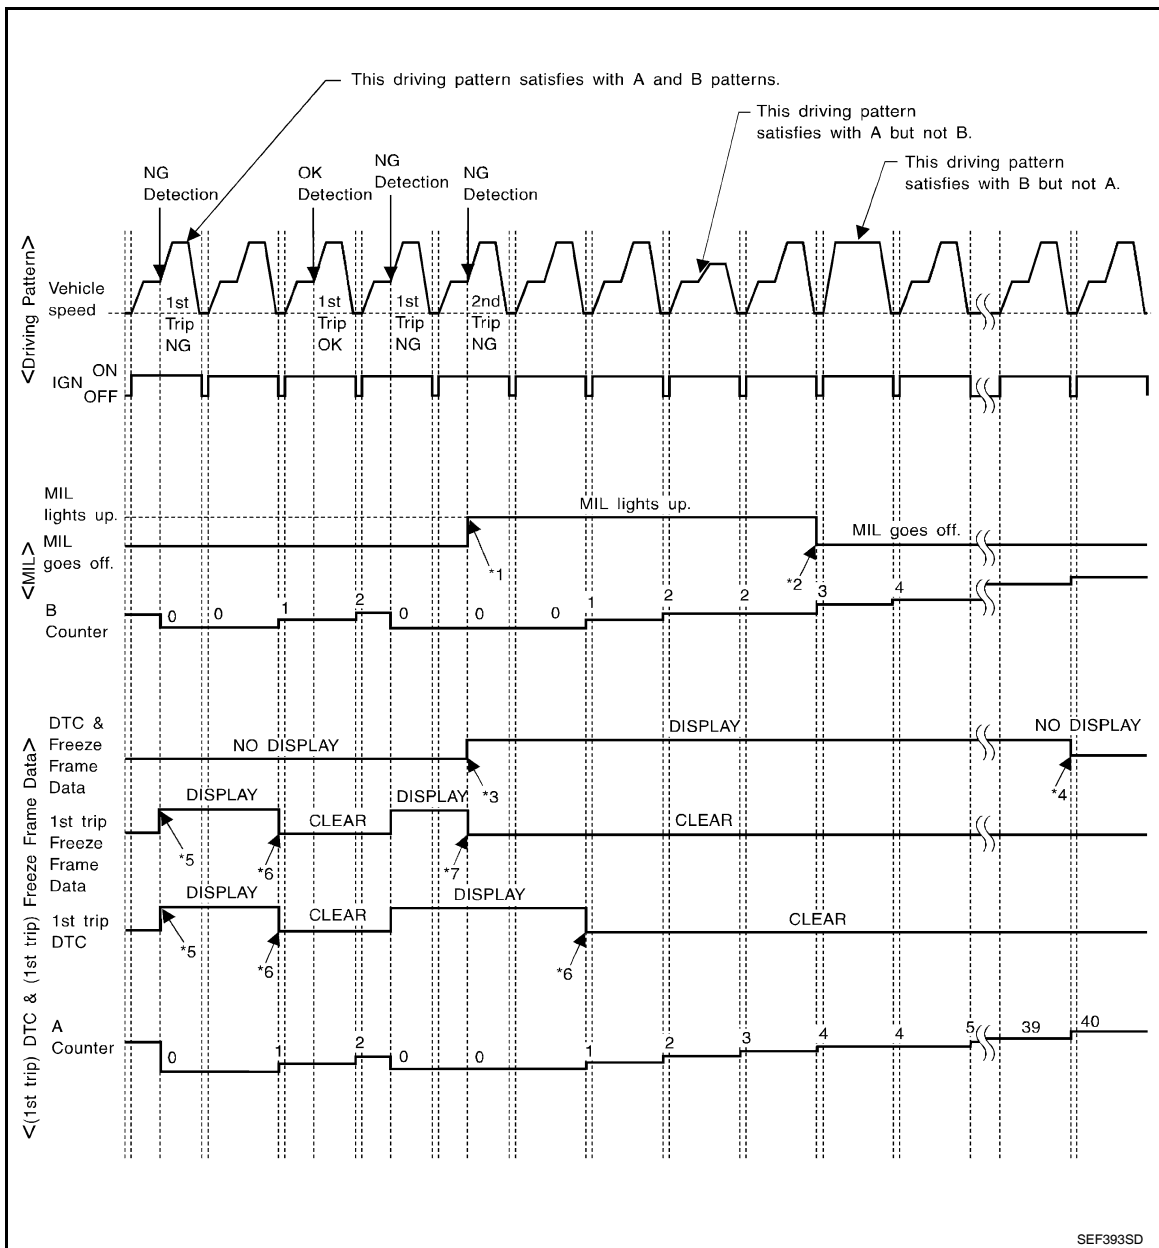 This driving pattern satisfies with A and B patterns.
This driving pattern
satisfies with A but not B.
This driving pattern
satisfies with B but not A.
NG
Detection
OK
Detection
NG
Detection
NG
Detection
<Driving Pattern>
Vehicle
speed
1st
Trip
NG
1st
Trip
OK
1st
Trip
NG
2nd
Trip
NG
IGN
ON
OFF
<MIL>
MIL
lights up.
MIL
goes off.
MIL lights up.
MIL goes off.
*1
*2
B
Counter
0 0 1 2 0 0 0 1 2 2 3 4
<(1st trip) DTC & (1st trip) Freeze Frame Data>
DTC &
Freeze
Frame
Data
NO DISPLAY
DISPLAY
NO DISPLAY
*3
*4
1st trip
Freeze
Frame
Data
DISPLAY
CLEAR
DISPLAY
CLEAR
*5
*6
*7
1st trip
DTC
DISPLAY
CLEAR
DISPLAY
CLEAR
*5
*6
*6
A
Counter
0 1 2 0 0 1 2 3 4 4 5 39 40
SEF393SD